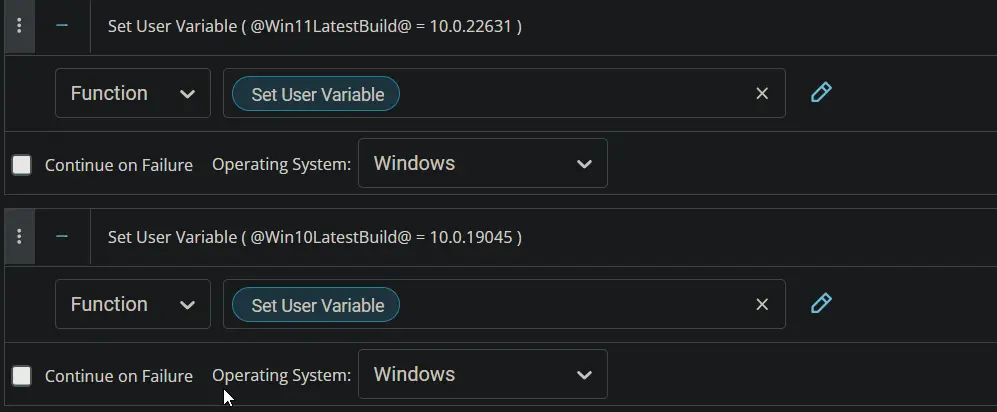 Set User Variable ( @Win11LatestBuild@ = 10.0.22631 )
Function Set User Variable
Continue on Failure Operating System: Windows
Set User Variable ( @Win10LatestBuild@ = 10.0.19045 )
Function Set User Variable
Continue on Failure Operating System: Windows